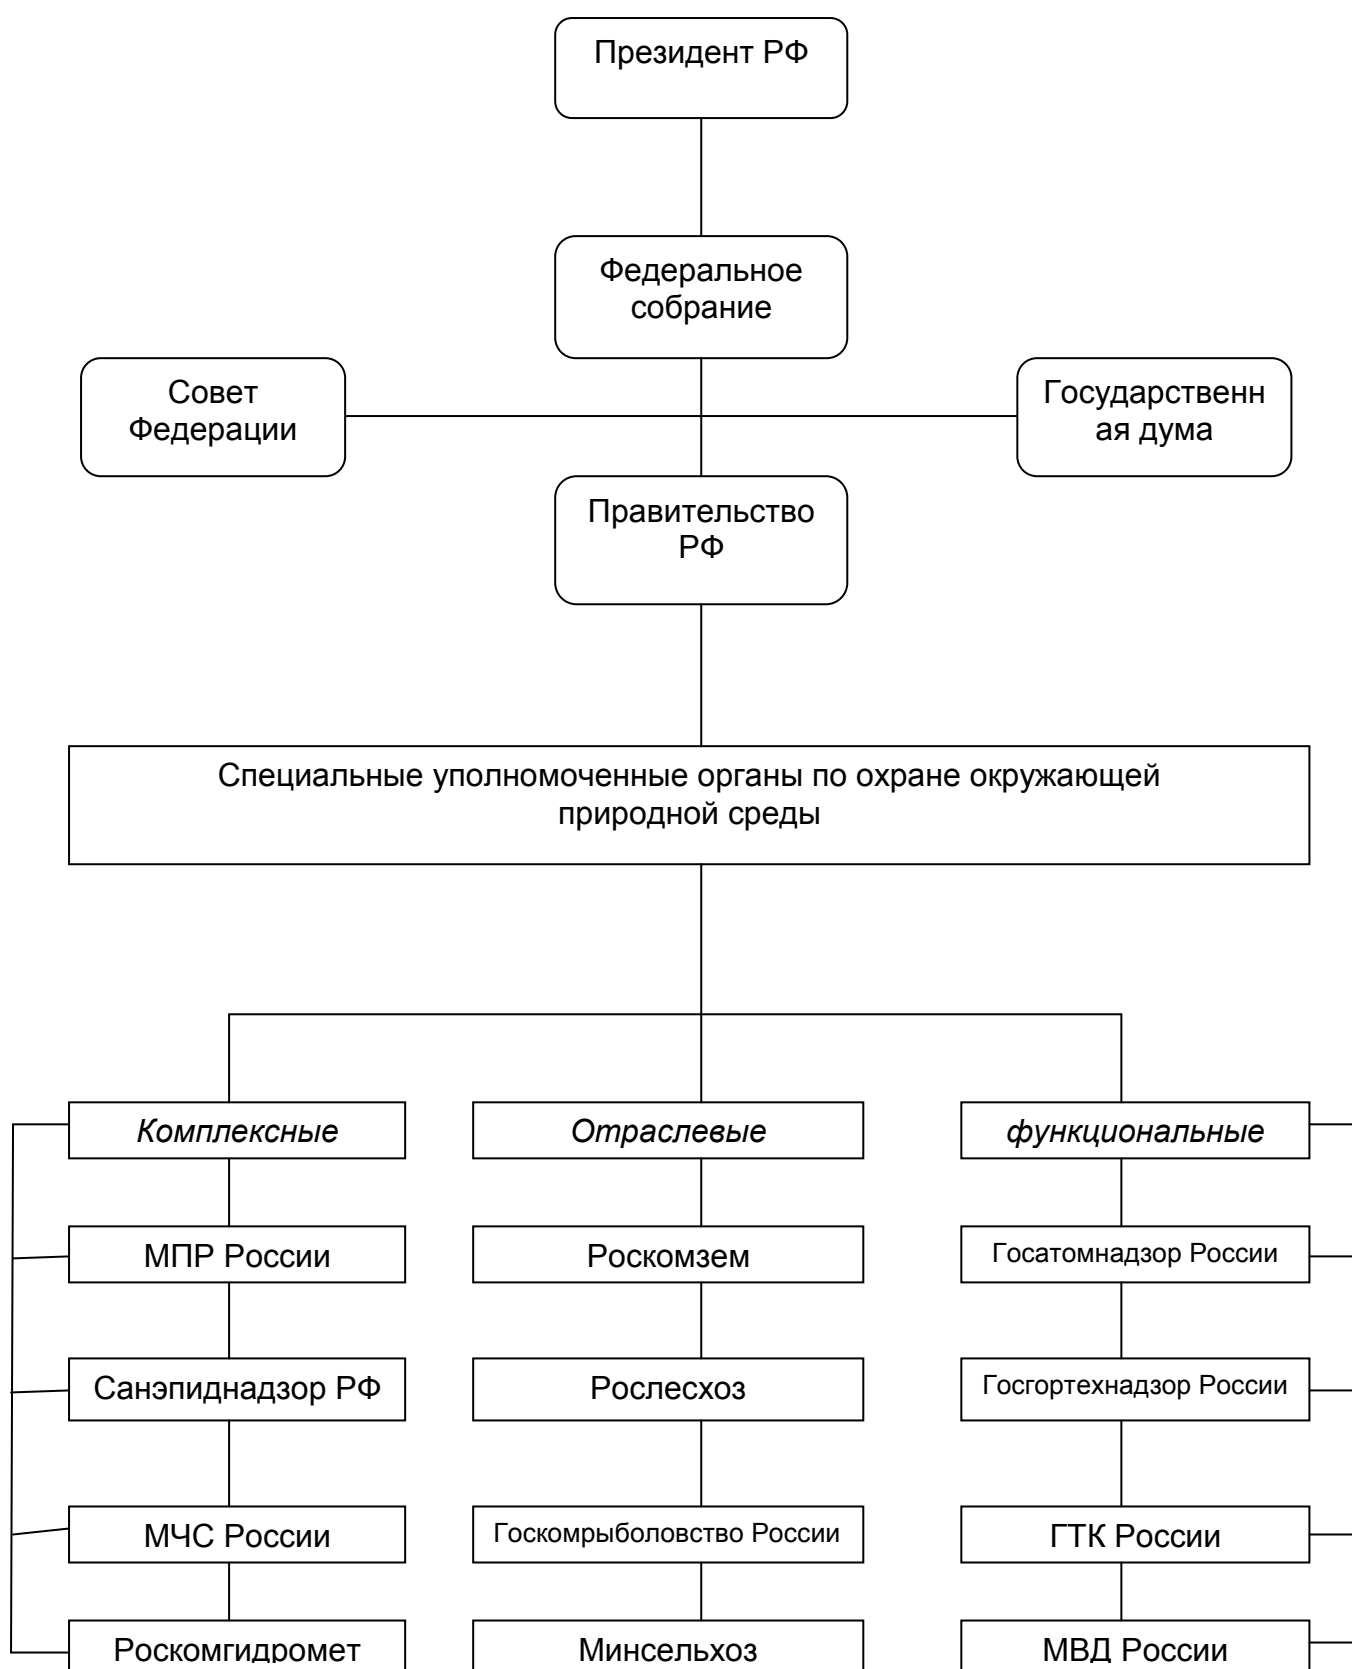 Президент РФ
Федеральное
собрание
Совет
Федерации
Государственн
ая дума
Правительство
РФ
Специальные уполномоченные органы по охране окружающей
природной среды
Комплексные
Отраслевые
функциональные
МПР России
Роскомзем
Госатомнадзор России
Санэпиднадзор РФ
Рослесхоз
Госгортехнадзор России
МЧС России
Госкомрыболовство России
ГТК России
Роскомгидромет
Минсельхоз
МВД России